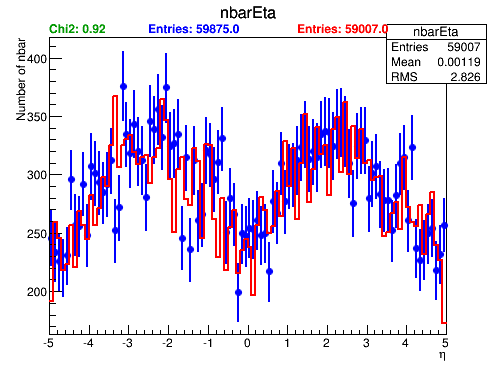 nbarEta
Chi2: 0.92 Entries: 59875.0 Entries: 59007.0
nbarEta
Entries 59007
Mean 0.00119
RMS 2.826
Number of nbar
400
350
300
250
200
-5 -4 -3 -2 -1 0 1 2 3 4 5
η